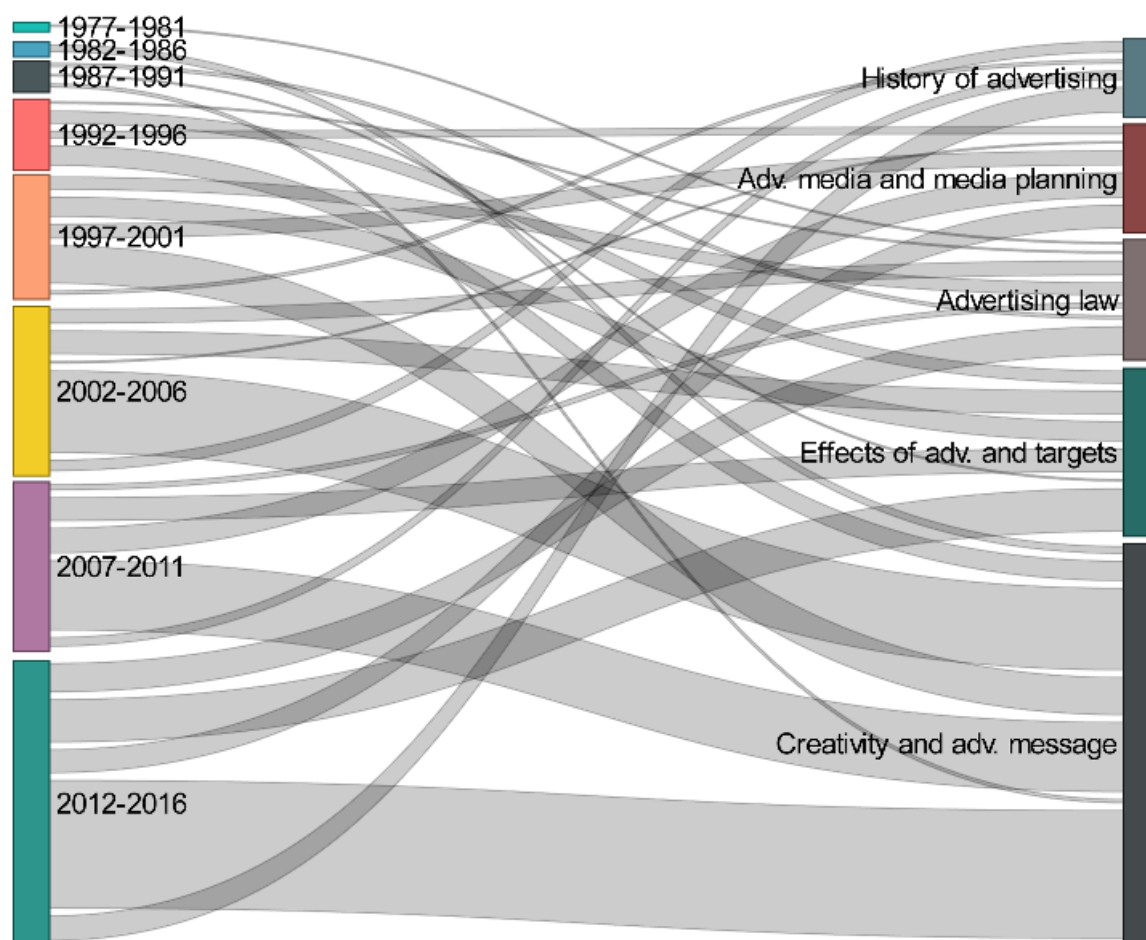 1977-1981
1982-1986
1987-1991
1992-1996
1997-2001
2002-2006
2007-2011
2012-2016
History of advertising
Adv. media and media planning
Advertising law
Effects of adv. and targets
Creativity and adv. message